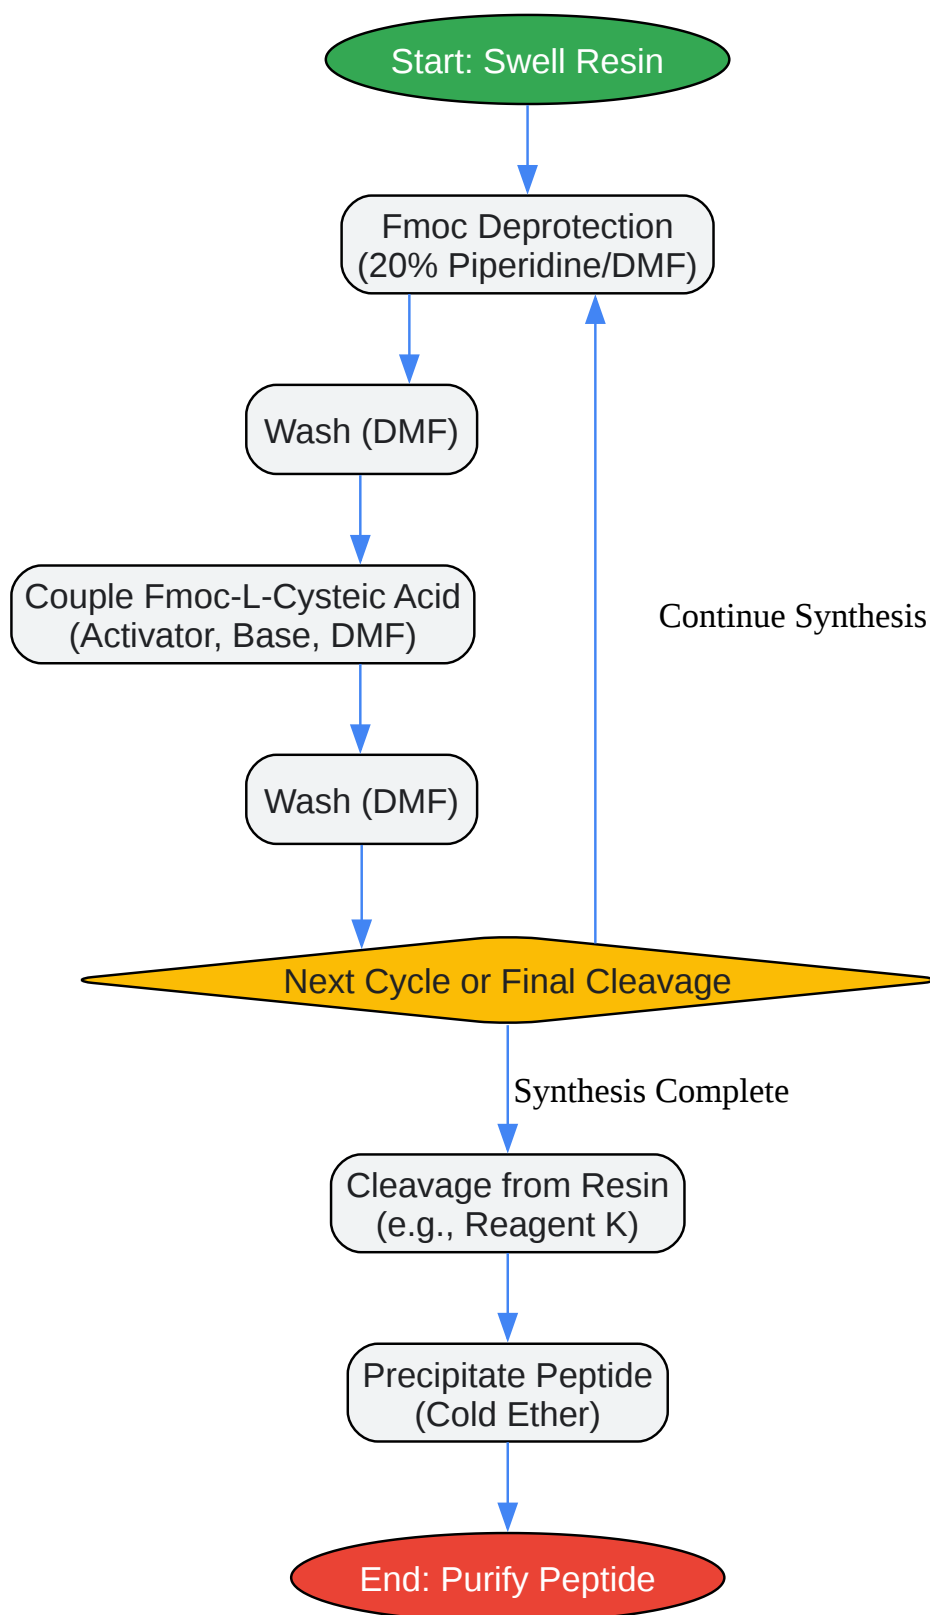 Start: Swell Resin
Fmoc Deprotection
(20% Piperidine/DMF)
Wash (DMF)
Couple Fmoc-L-Cysteic Acid
(Activator, Base, DMF)
Continue Synthesis
Wash (DMF)
Next Cycle or Final Cleavage
Synthesis Complete
Cleavage from Resin
(e.g., Reagent K)
Precipitate Peptide
(Cold Ether)
End: Purify Peptide